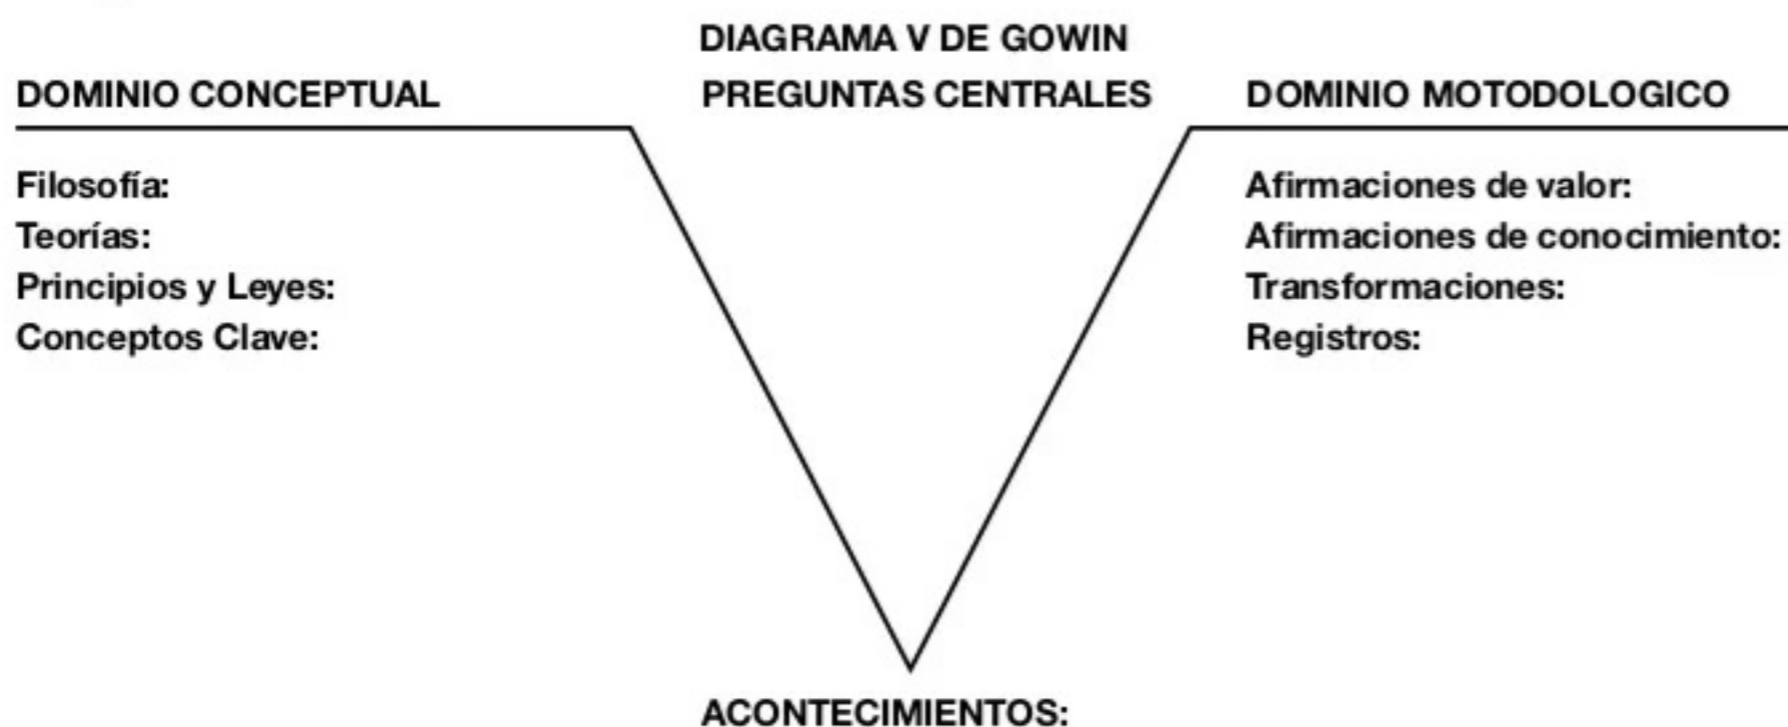 DIAGRAMA V DE GOWIN
DOMINIO CONCEPTUAL
PREGUNTAS CENTRALES
DOMINIO MOTODOLOGICO
Filosofía:
Teorías:
Principios y Leyes:
Conceptos Clave:
Afirmaciones de valor:
Afirmaciones de conocimiento:
Transformaciones:
Registros:
ACONTECIMIENTOS: